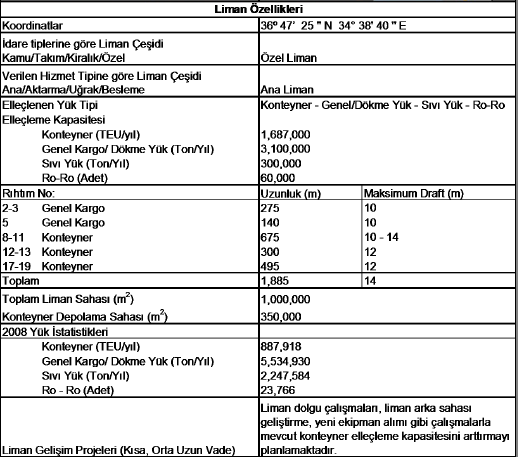 Liman Özellikleri
Koordinatlar 36º 47' 25 '' N 34° 38' 40 '' E
İdare tiplerine göre Liman Çeşidi
Kamu/Takım/Kiralık/Özel Özel Liman
Verilen Hizmet Tipine göre Liman Çeşidi
Ana/Aktarma/Uğrak/Besleme Ana Liman
Elleçlenen Yük Tipi Konteyner - Genel/Dökme Yük - Sıvı Yük - Ro-Ro
Elleçleme Kapasitesi
Konteyner (TEU/yıl) 1,687,000
Genel Kargo/ Dökme Yük (Ton/Yıl) 3,100,000
Sıvı Yük (Ton/Yıl) 300,000
Ro-Ro (Adet) 60,000
Rıhtım No: Uzunluk (m) Maksimum Draft (m)
2-3 Genel Kargo 275 10
5 Genel Kargo 140 10
8-11 Konteyner 675 10 - 14
12-13 Konteyner 300 12
17-19 Konteyner 495 12
Toplam 1,885 14
Toplam Liman Sahası (m²) 1,000,000
Konteyner Depolama Sahası (m²) 350,000
2008 Yük İstatistikleri
Konteyner (TEU/Yıl) 887,918
Genel Kargo/ Dökme Yük (Ton/Yıl) 5,534,930
Sıvı Yük (Ton/Yıl) 2,247,584
Ro - Ro (Adet) 23,766
Liman dolgu çalışmaları, liman arka sahası
geliştirme, yeni ekipman alımı gibi çalışmalarla
mevcut konteyner elleçleme kapasitesini arttırmayı
Liman Gelişim Projeleri (Kısa, Orta Uzun Vade) planlamaktadır.